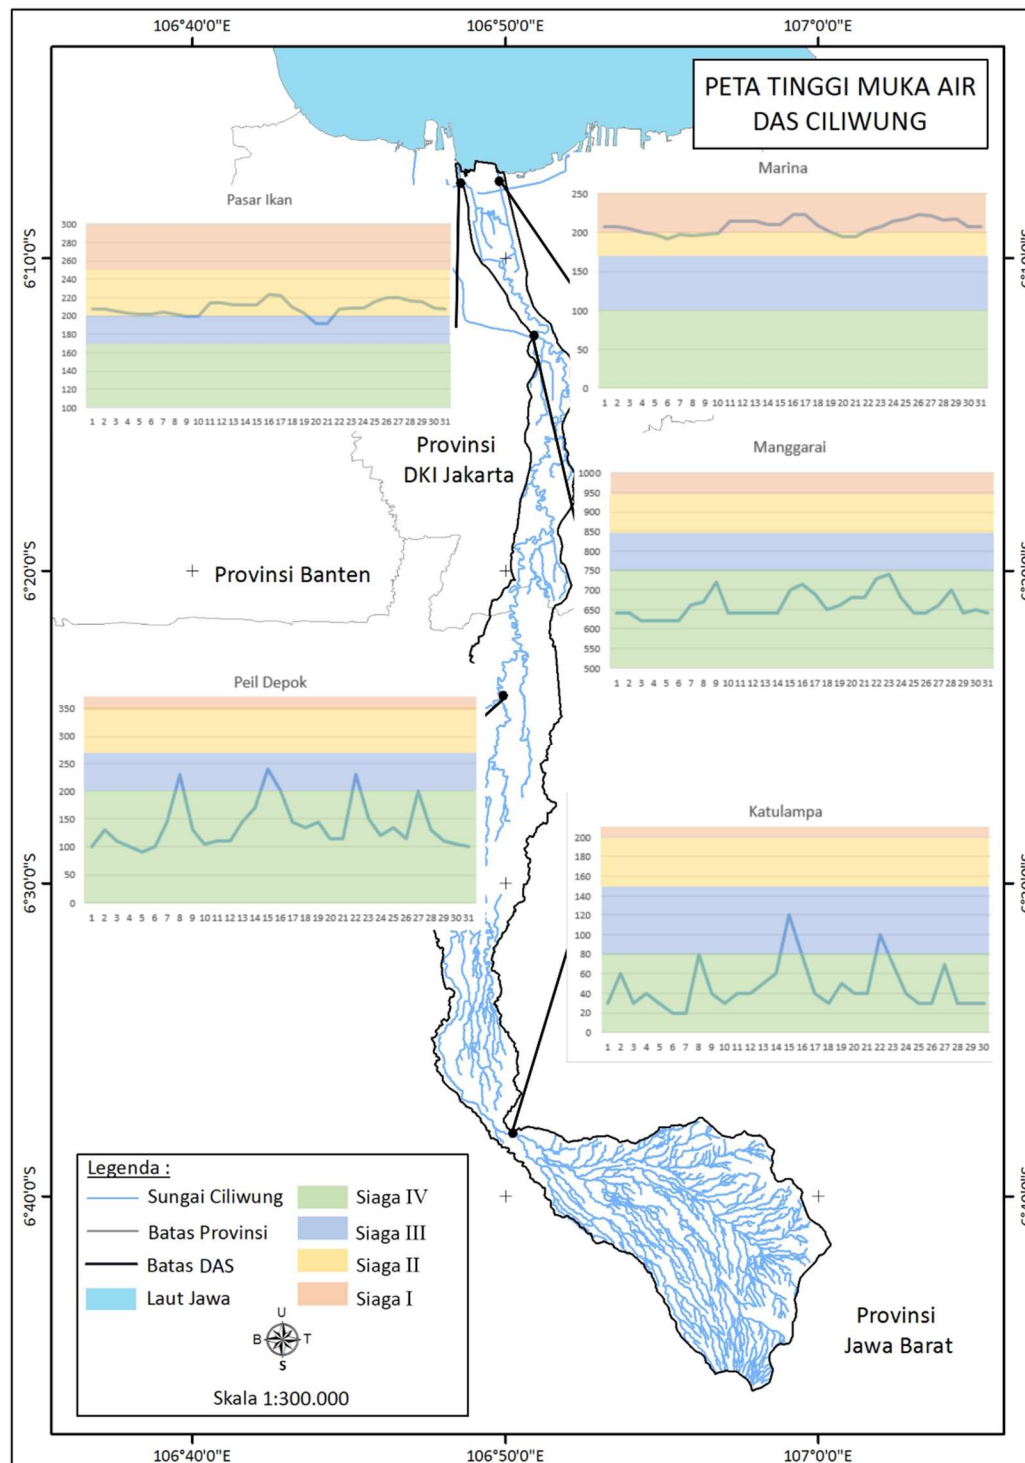 106°40'0"E 106°50'0"E 107°0'0"E
PETA TINGGI MUKA AIR
DAS CILIWUNG
Marina
250
200
150
100
50
0
1 2 3 4 5 6 7 8 9 10 11 12 13 14 15 16 17 18 19 20 21 22 23 24 25 26 27 28 29 30 31
Pasar Ikan
300
280
260
240
220
200
180
160
140
120
100
1 2 3 4 5 6 7 8 9 10 11 12 13 14 15 16 17 18 19 20 21 22 23 24 25 26 27 28 29 30 31
6°10'0"S
Provinsi
DKI Jakarta
Manggarai
1000
950
900
850
800
750
700
650
600
550
500
1 2 3 4 5 6 7 8 9 10 11 12 13 14 15 16 17 18 19 20 21 22 23 24 25 26 27 28 29 30 31
6°20'0"S
Provinsi Banten
Peil Depok
350
300
250
200
150
100
50
0
1 2 3 4 5 6 7 8 9 10 11 12 13 14 15 16 17 18 19 20 21 22 23 24 25 26 27 28 29 30 31
6°30'0"S
Katulampa
200
180
160
140
120
100
80
60
40
20
0
1 2 3 4 5 6 7 8 9 10 11 12 13 14 15 16 17 18 19 20 21 22 23 24 25 26 27 28 29 30
6°40'0"S
Legenda :
Sungai Ciliwung
Batas Provinsi
Batas DAS
Laut Jawa
Siaga IV
Siaga III
Siaga II
Siaga I
U
B T
S
Skala 1:300.000
Provinsi
Jawa Barat
106°40'0"E 106°50'0"E 107°0'0"E